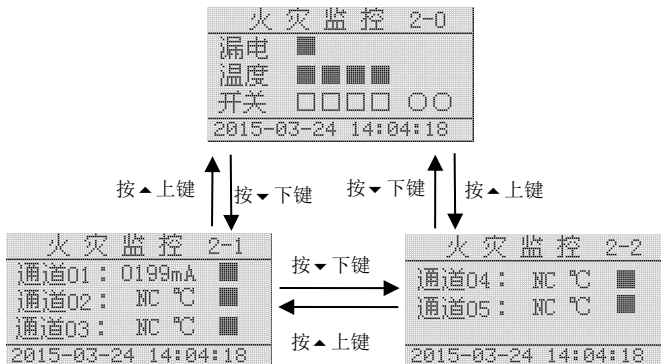 火灾监控 2-0
漏电 ■
温度 ■■■■
开关 □□□□ ○○
2015-03-24 14:04:18
按▲上键
按▼下键
按▼下键
按▲上键
火灾监控 2-1
通道01: 0199mA ■
通道02: NC ℃ ■
通道03: NC ℃ ■
2015-03-24 14:04:18
按▼下键
按▲上键
火灾监控 2-2
通道04: NC ℃ ■
通道05: NC ℃ ■
2015-03-24 14:04:18